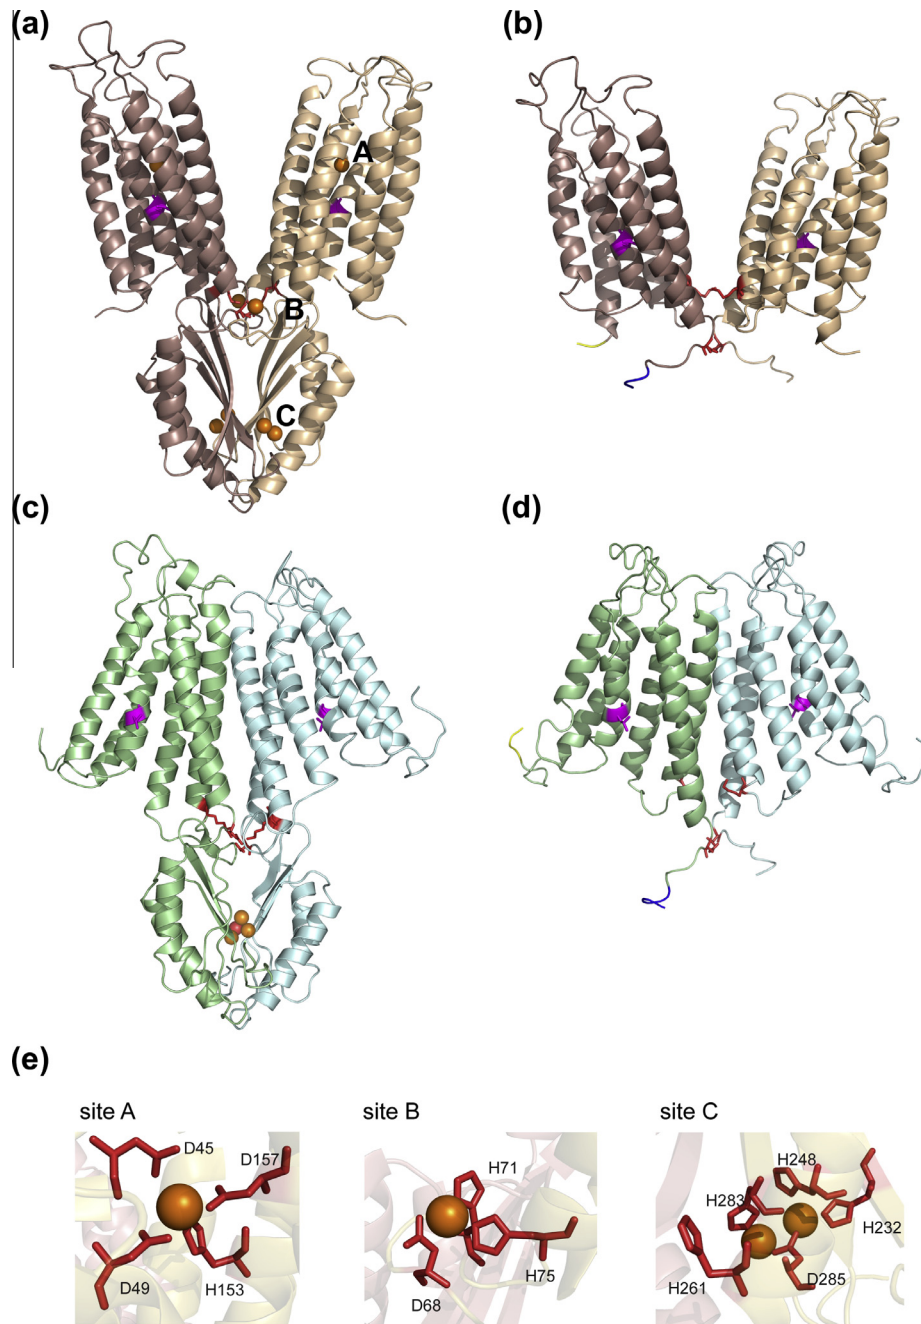 (a)
(b)
A
B
C
(c)
(d)
(e)
site A
site B
site C
D45
D157
D49
H153
H71
D68
H75
H248
H283
H232
H261
D285